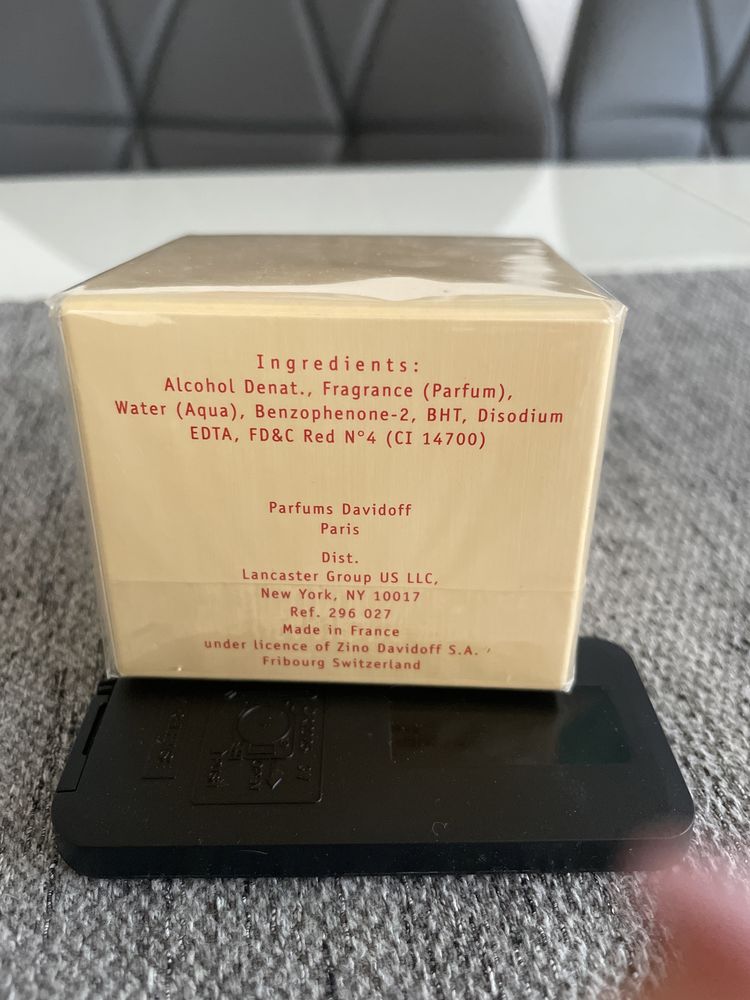 Ingredients:
Alcohol Denat., Fragrance (Parfum),
Water (Aqua), Benzophenone-2, BHT, Disodium
EDTA, FD&C Red N°4 (CI 14700)
Parfums Davidoff
Paris
Dist.
Lancaster Group US LLC,
New York, NY 10017
Ref. 296 027
Made in France
under licence of Zino Davidoff S.A.
Fribourg Switzerland